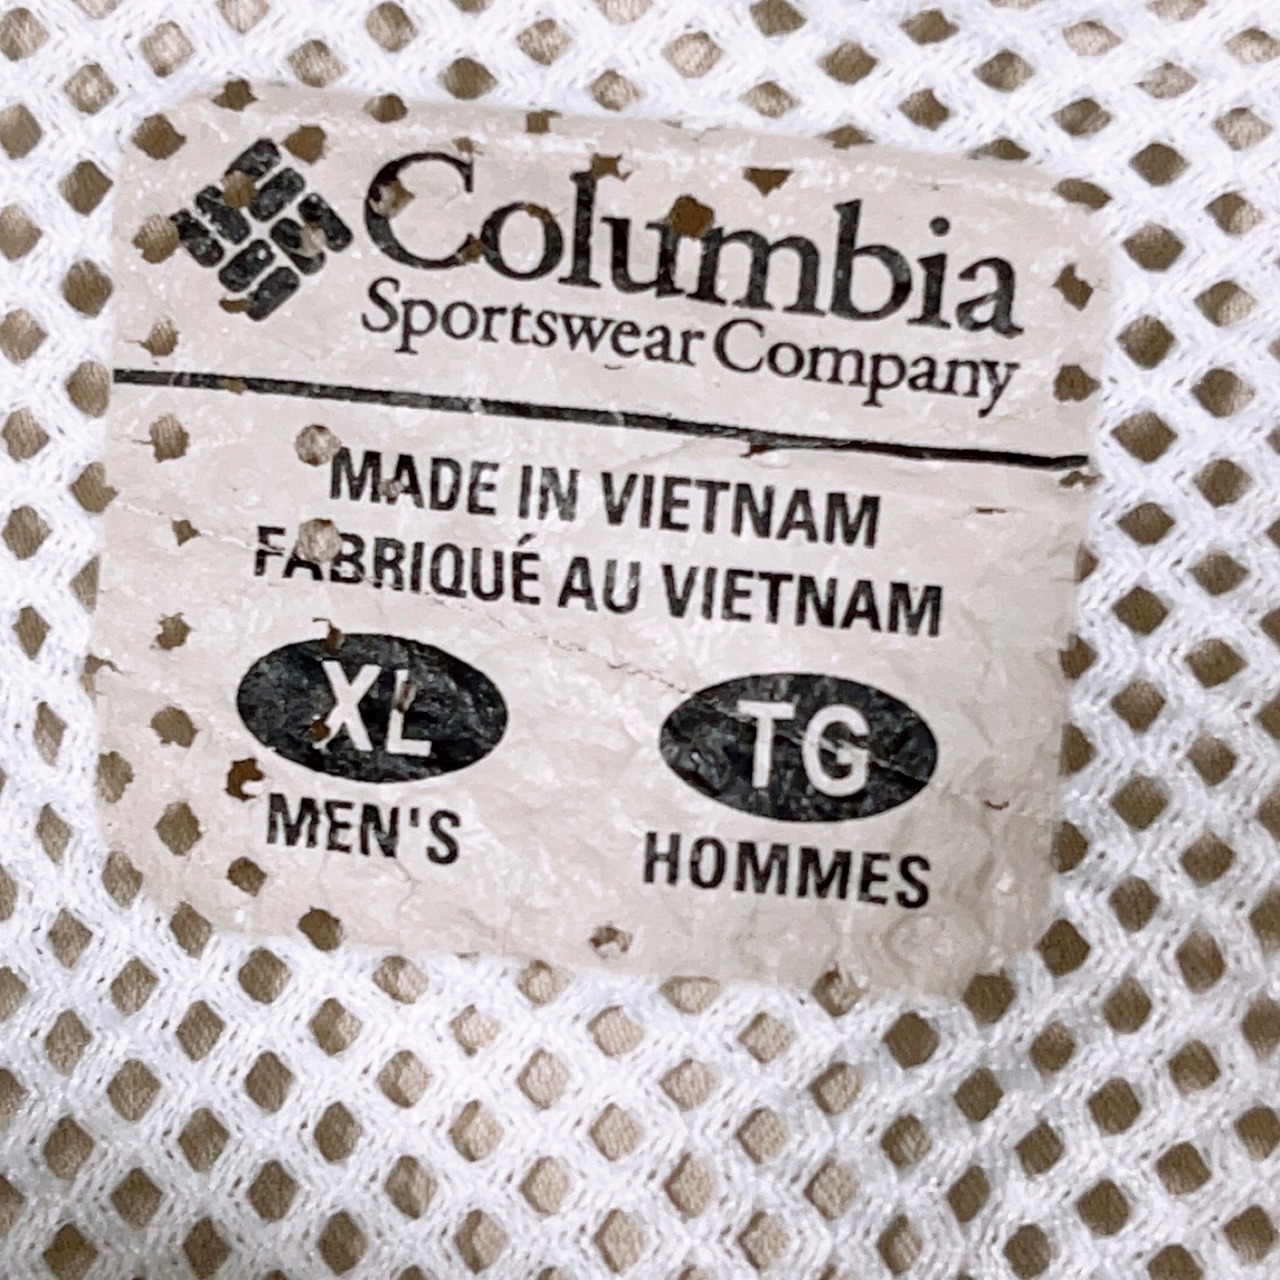 Columbia
Sportswear Company
MADE IN VIETNAM
FABRIQUÉ AU VIETNAM
XL TG
MEN'S HOMMES